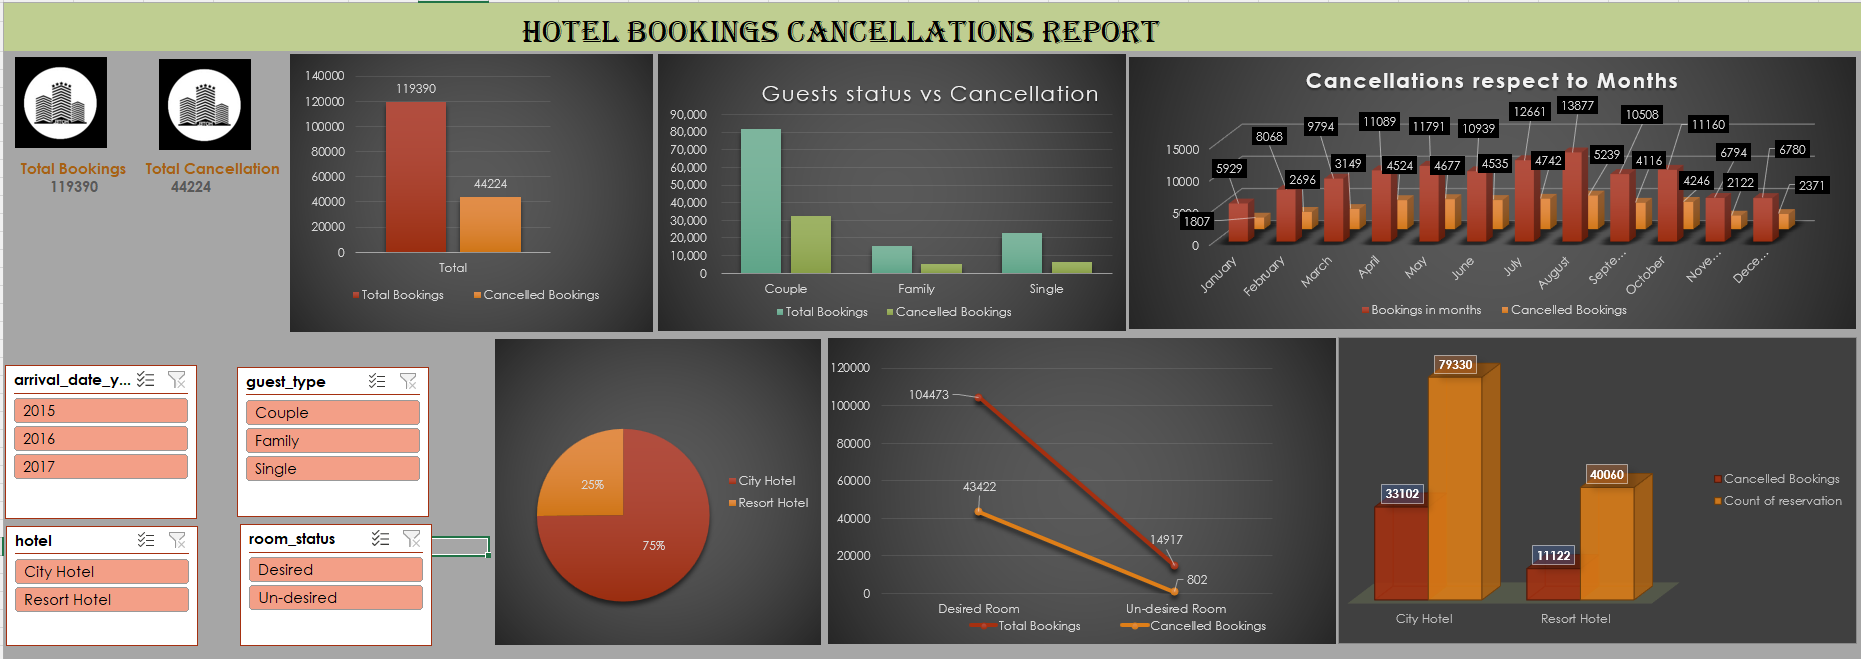 HOTEL BOOKINGS CANCELLATIONS REPORT
Total Bookings
119390
Total Cancellation
44224
140000
120000
100000
80000
60000
40000
20000
0
119390
44224
Total
Total Bookings
Cancelled Bookings
Guests status vs Cancellation
90,000
80,000
70,000
60,000
50,000
40,000
30,000
20,000
10,000
0
Couple
Family
Single
Total Bookings
Cancelled Bookings
Cancellations respect to Months
15000
10000
5000
0
5929
8068
9794
11089
11791
10939
12661
13877
10508
11160
6794
6780
1807
2696
3149
4524
4677
4535
4742
5239
4116
4246
2122
2371
January
February
March
April
May
June
July
August
Septe...
October
Nove...
Dece...
Bookings in months
Cancelled Bookings
arrival_date_y...
2015
2016
2017
guest_type
Couple
Family
Single
hotel
City Hotel
Resort Hotel
room_status
Desired
Un-desired
25%
75%
City Hotel
Resort Hotel
120000
100000
80000
60000
40000
20000
0
104473
43422
14917
802
Desired Room
Un-desired Room
Total Bookings
Cancelled Bookings
79330
33102
40060
11122
City Hotel
Resort Hotel
Cancelled Bookings
Count of reservation